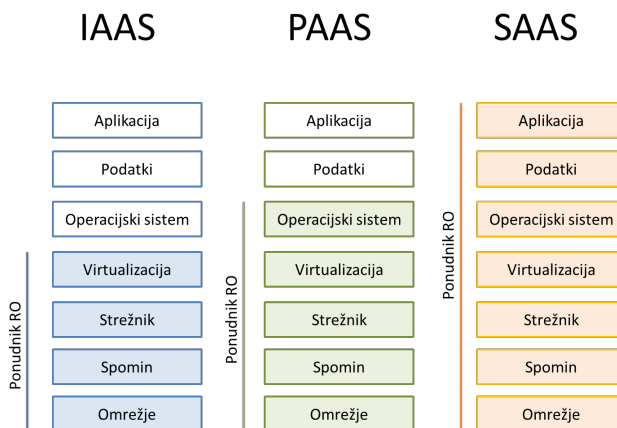 IAAS
PAAS
SAAS
Aplikacija
Podatki
Operacijski sistem
Virtualizacija
Strežnik
Spomin
Omrežje
Ponudnik RO
Aplikacija
Podatki
Operacijski sistem
Virtualizacija
Strežnik
Spomin
Omrežje
Ponudnik RO
Aplikacija
Podatki
Operacijski sistem
Virtualizacija
Strežnik
Spomin
Omrežje
Ponudnik RO